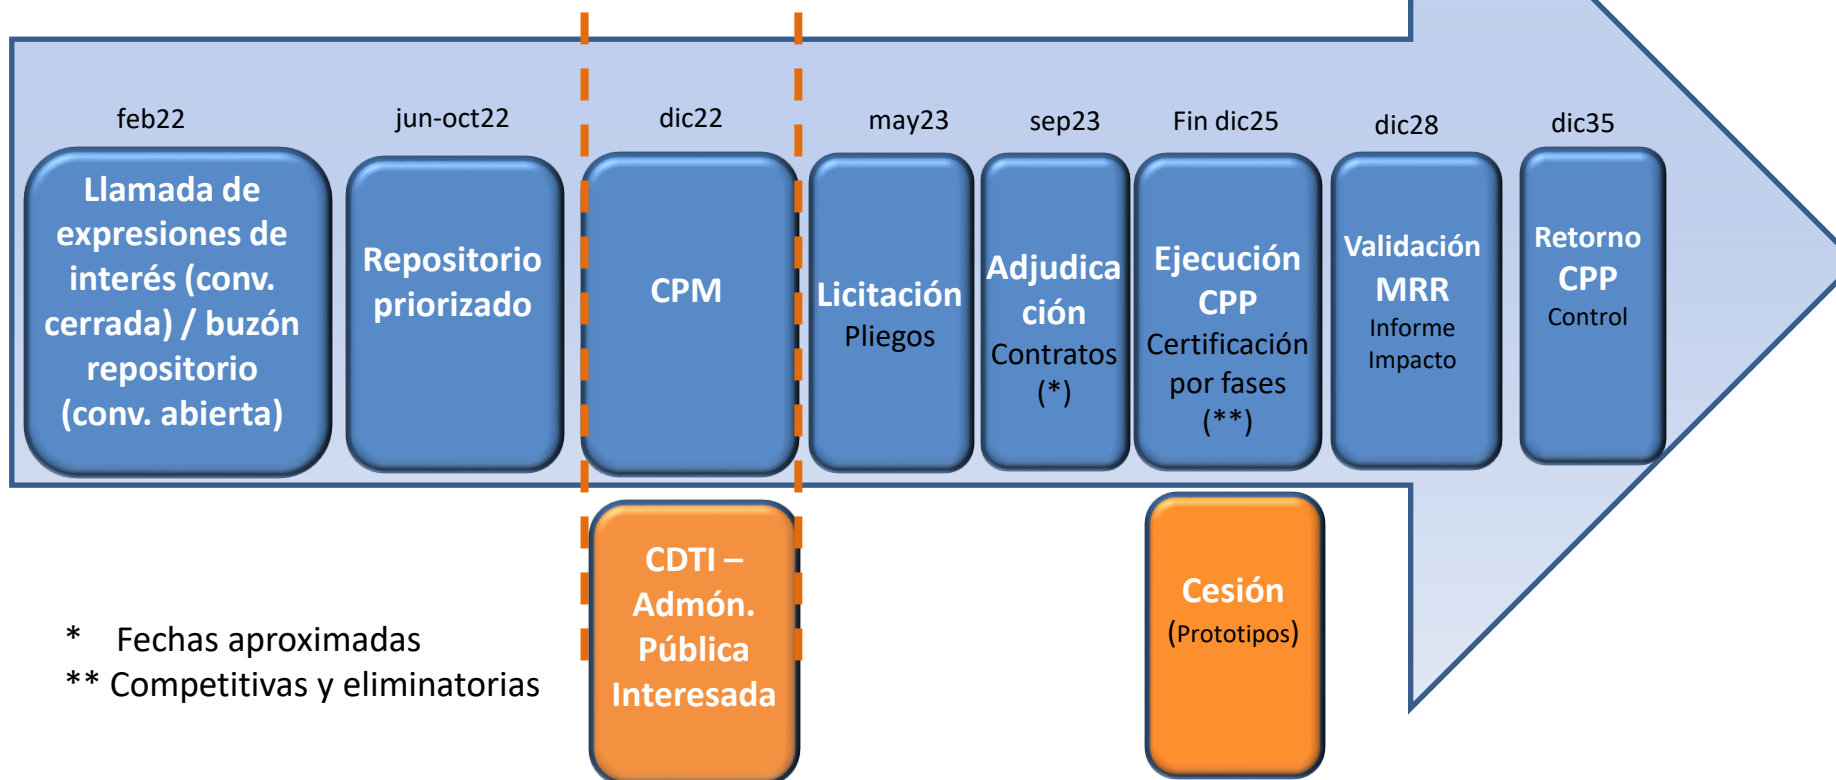 feb22
Llamada de
expresiones de
interés (conv.
cerrada) / buzón
repositorio
(conv. abierta)
jun-oct22
Repositorio
priorizado
dic22
CPM
may23
Licitación
Pliegos
sep23
Adjudica
ción
Contratos
(*)
Fin dic25
Ejecución
CPP
Certificación
por fases
(**)
dic28
Validación
MRR
Informe
Impacto
dic35
Retorno
CPP
Control
CDTI –
Admón.
Pública
Interesada
Cesión
(Prototipos)
* Fechas aproximadas
** Competitivas y eliminatorias